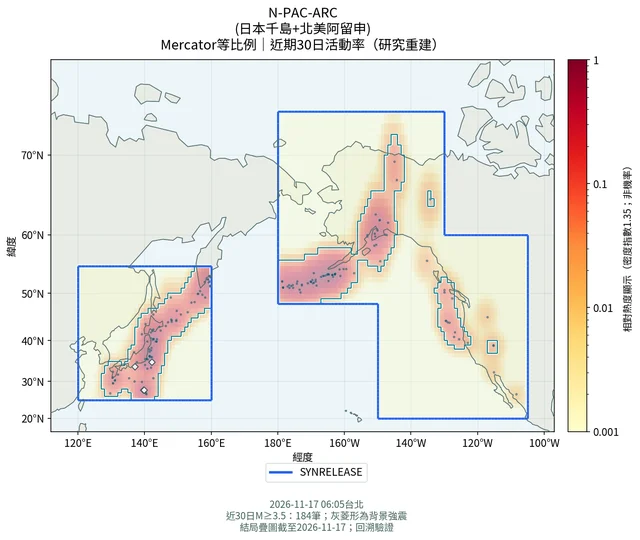 N-PAC-ARC
(日本千島+北美阿留申)
Mercator等比例｜近期30日活動率（研究重建）
70°N
60°N
50°N
40°N
30°N
20°N
緯度
120°E
140°E
160°E
180°E
160°W
140°W
120°W
100°W
經度
1
0.1
0.01
0.001
相對熱度顯示（密度指數1.35；非機率）
SYNRELEASE
2026-11-17 06:05台北
近30日M≥3.5：184筆；灰菱形為背景強震
結局疊圖截至2026-11-17；回溯驗證